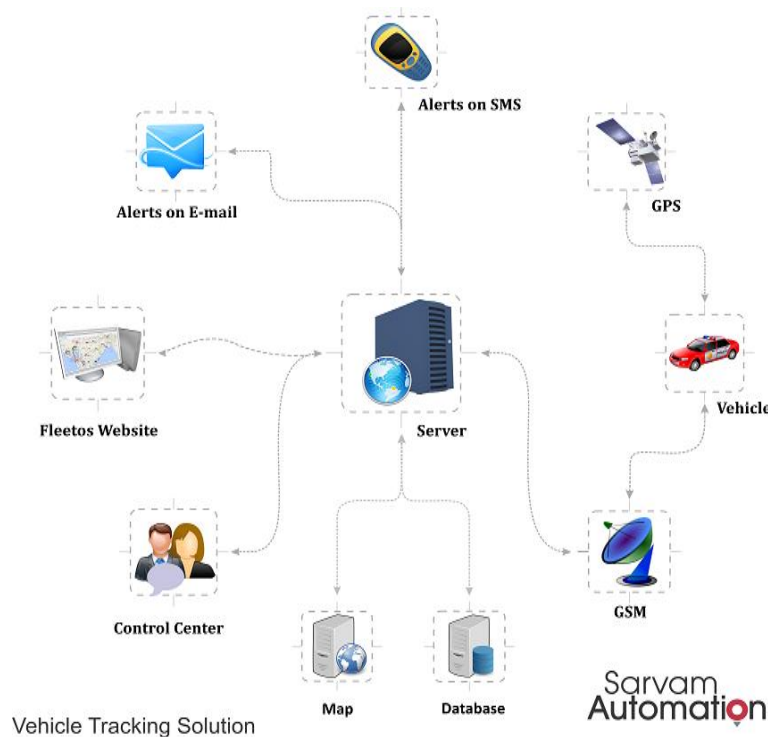 Alerts on SMS
Alerts on E-mail
GPS
Fleetos Website
Server
Vehicle
Control Center
GSM
Map
Database
Vehicle Tracking Solution
Sarvam
Automation